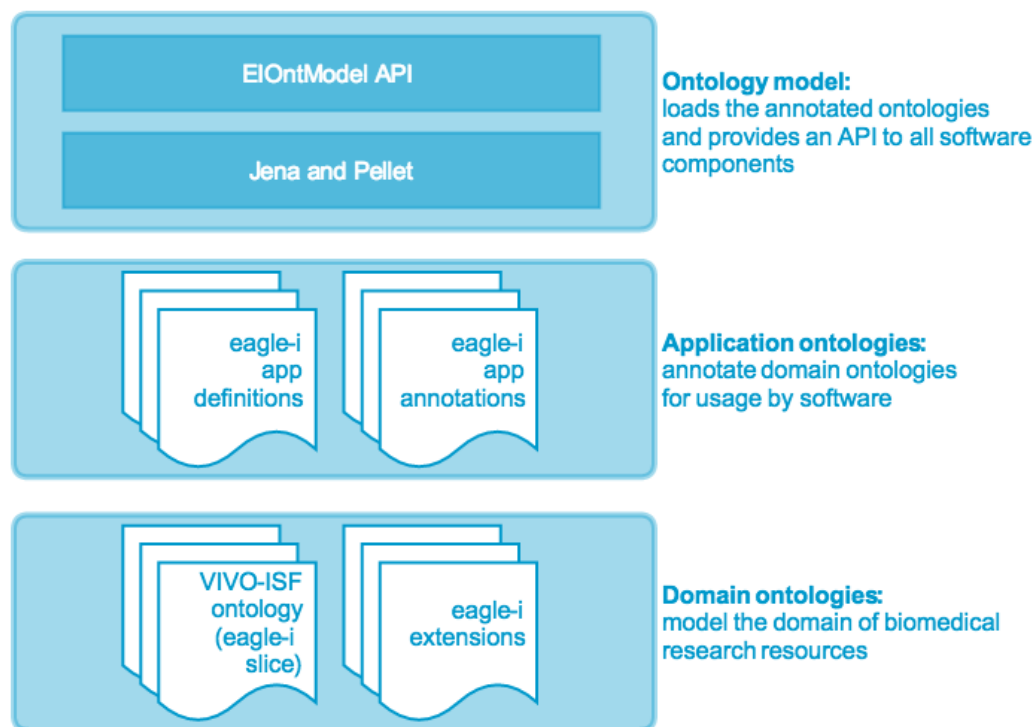 EIOntModel API
Jena and Pellet
Ontology model:
loads the annotated ontologies
and provides an API to all software
components
eagle-i
app
definitions
eagle-i
app
annotations
Application ontologies:
annotate domain ontologies
for usage by software
VIVO-ISF
ontology
(eagle-i
slice)
eagle-i
extensions
Domain ontologies:
model the domain of biomedical
research resources